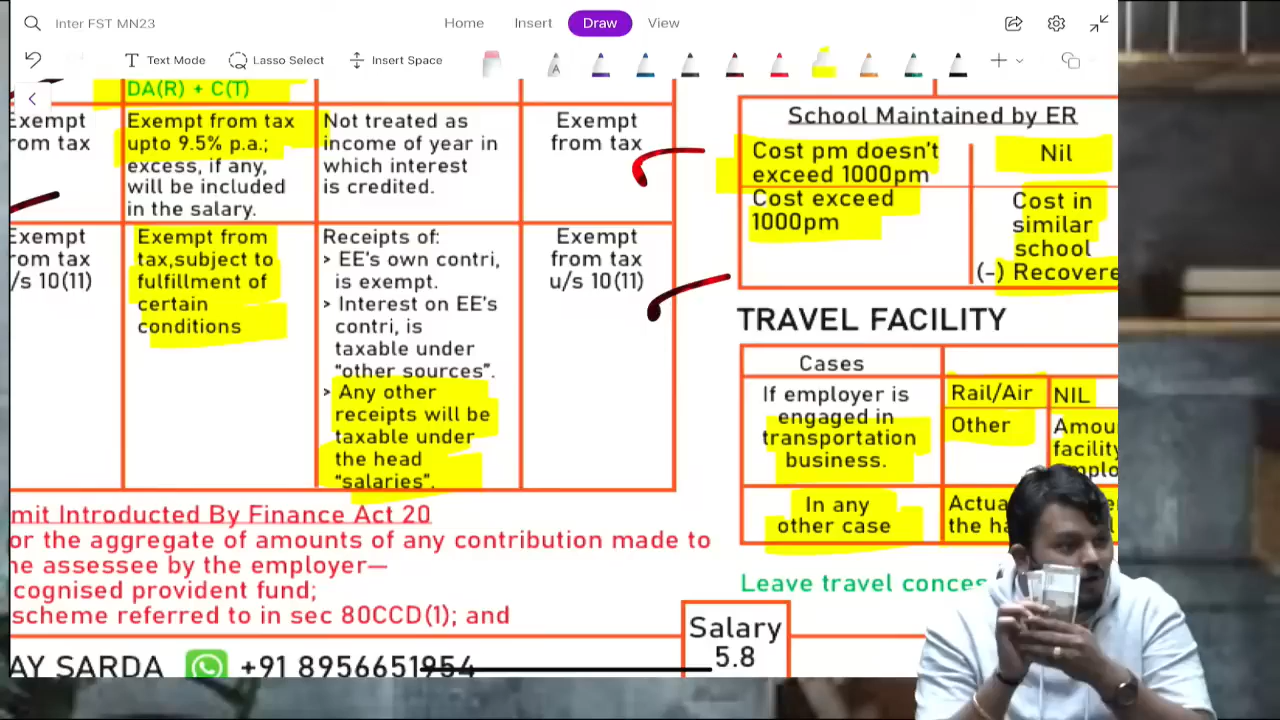 Inter FST MN23
Home
Insert
Draw
View
Text Mode
Lasso Select
Insert Space
DA(R) + C(T)
Exempt
from tax
Exempt from tax
upto 9.5% p.a.;
excess, if any,
will be included
in the salary.
Not treated as
income of year in
which interest
is credited.
Exempt
from tax
Exempt
from tax
u/s 10(11)
Exempt from
tax,subject to
fulfillment of
certain
conditions
Receipts of:
> EE's own contri,
is exempt.
> Interest on EE's
contri, is
taxable under
"other sources".
> Any other
receipts will be
taxable under
the head
"salaries".
Exempt
from tax
u/s 10(11)
mit Introducted By Finance Act 20
or the aggregate of amounts of any contribution made to
he assessee by the employer—
cognised provident fund;
scheme referred to in sec 80CCD(1); and
AY SARDA
+91 8956651954
Salary
5.8
School Maintained by ER
Cost pm doesn't
exceed 1000pm
Nil
Cost exceed
1000pm
Cost in
similar
school
(-) Recovere
TRAVEL FACILITY
Cases
If employer is
engaged in
transportation
business.
Rail/Air
NIL
Other
Amou
facility
emplo
In any
other case
Actua
the ha
Leave travel conces